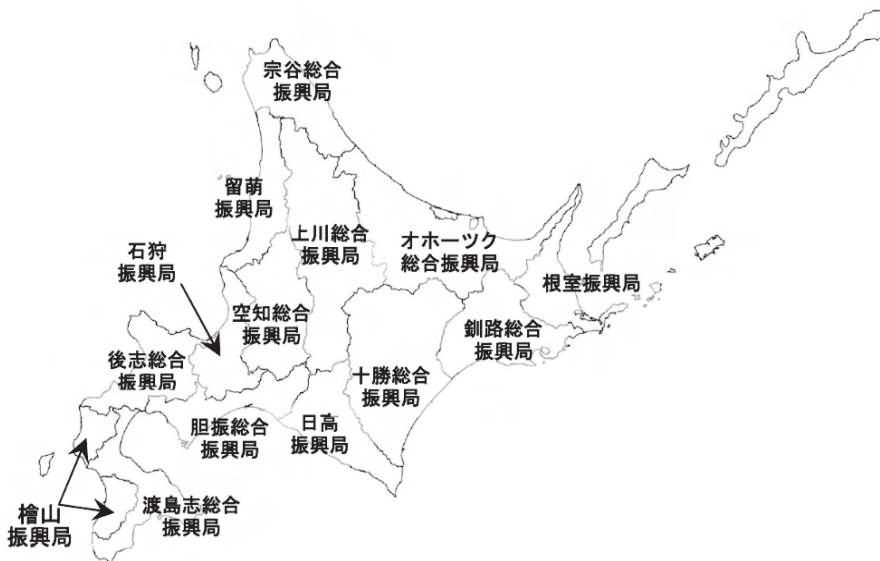 宗谷総合
振興局
留萌
振興局
上川総合
振興局
オホーツク
総合振興局
石狩
振興局
根室振興局
空知総合
振興局
釧路総合
振興局
後志総合
振興局
十勝総合
振興局
胆振総合
振興局
日高
振興局
檜山
振興局
渡島志総合
振興局